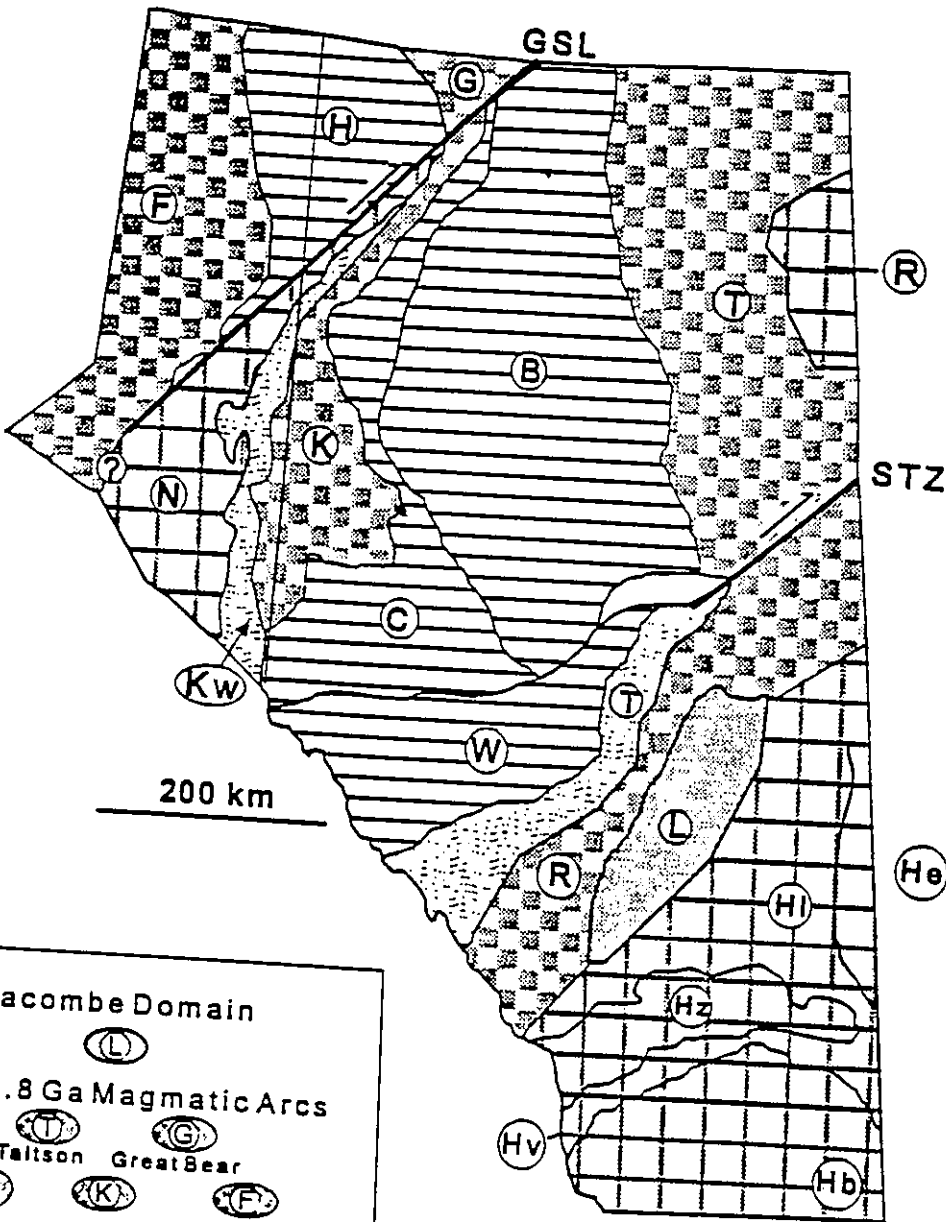 GSL
G
H
F
R
T
B
K
STZ
?
N
C
Kw
T
W
200 km
L
R
He
Hl
Hz
acombe Domain
L
.8 Ga Magmatic Arcs
T G
Taltson Great Bear
K F
Hv
Hb